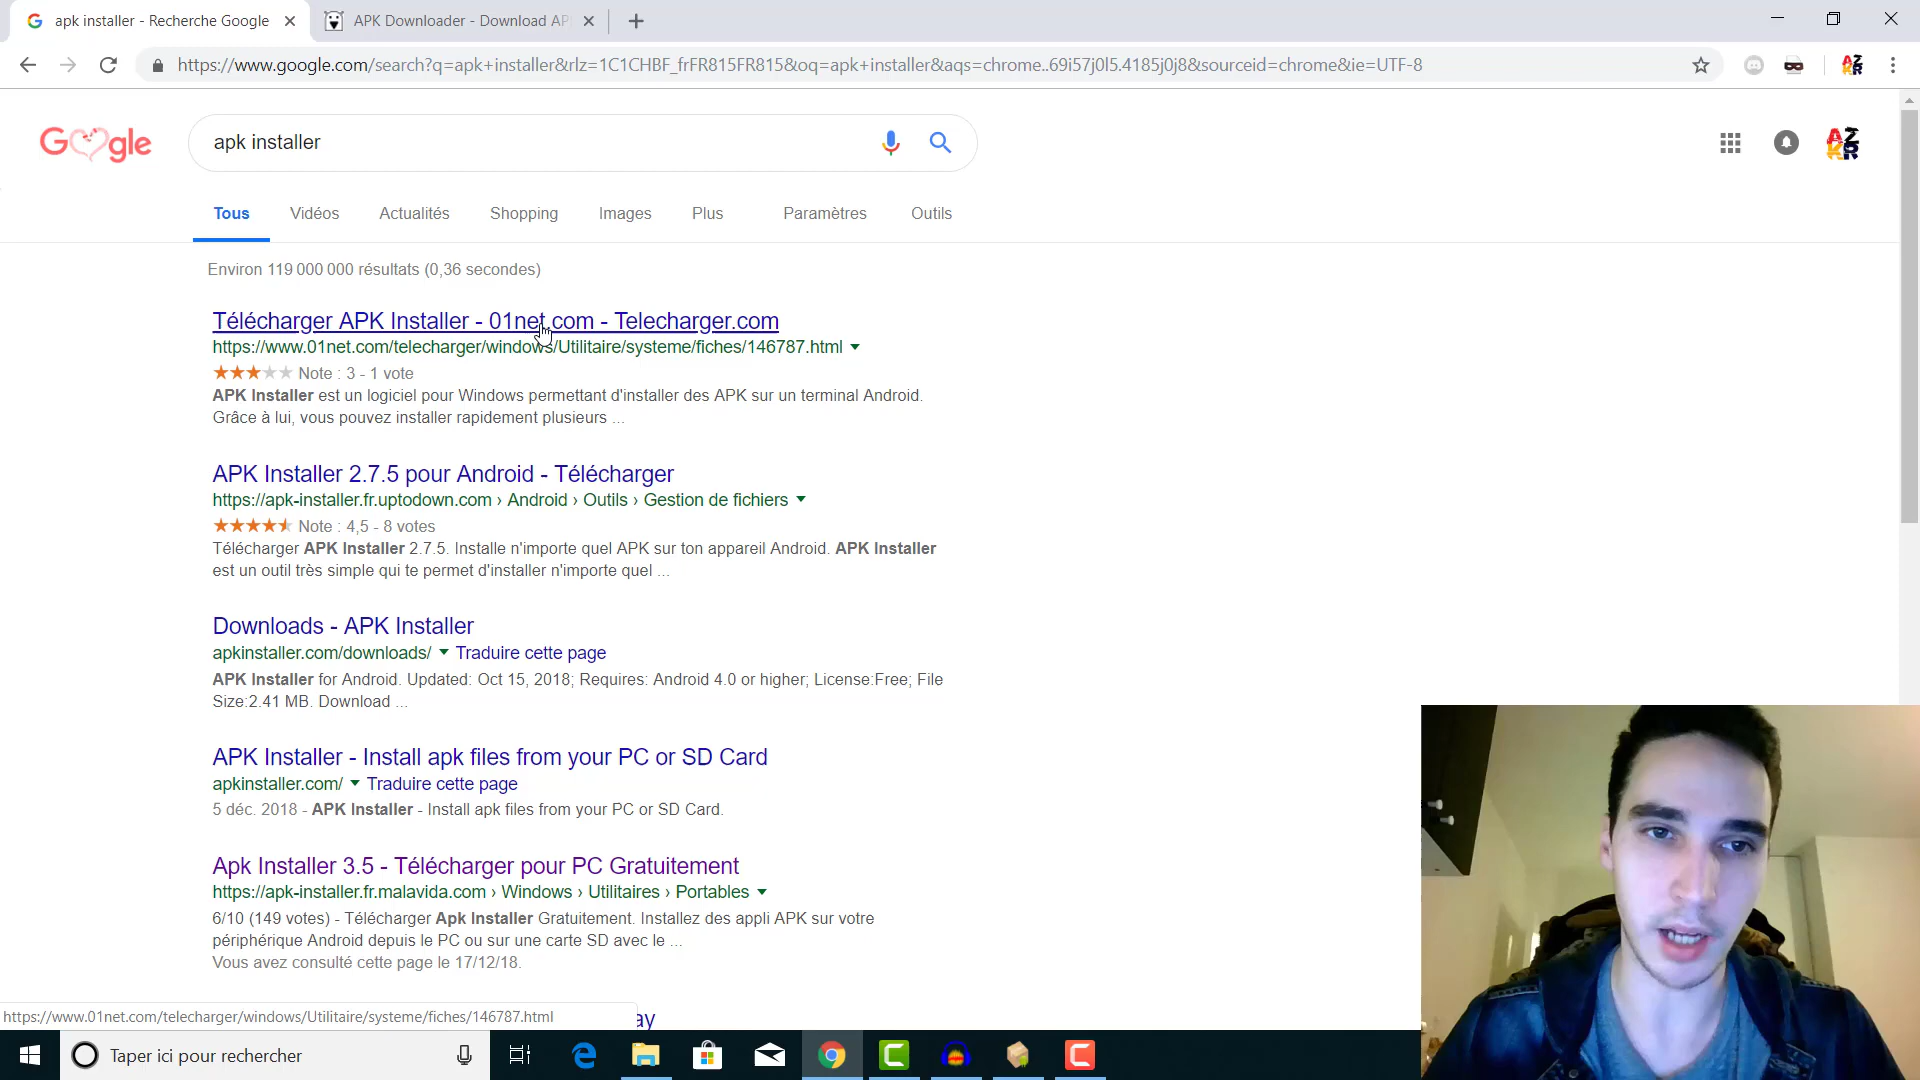 apk installer - Recherche Google
APK Downloader - Download AP
https://www.google.com/search?q=apk+installer&rlz=1C1CHBF_frFR815FR815&oq=apk+installer&aqs=chrome..69i57j0l5.4185j0j8&sourceid=chrome&ie=UTF-8
Google
apk installer
Tous Vidéos Actualités Shopping Images Plus Paramètres Outils
Environ 119 000 000 résultats (0,36 secondes)
Télécharger APK Installer - 01net.com - Telecharger.com
https://www.01net.com/telecharger/windows/Utilitaire/systeme/fiches/146787.html
Note : 3 - 1 vote
APK Installer est un logiciel pour Windows permettant d'installer des APK sur un terminal Android.
Grâce à lui, vous pouvez installer rapidement plusieurs ...
APK Installer 2.7.5 pour Android - Télécharger
https://apk-installer.fr.uptodown.com › Android › Outils › Gestion de fichiers
Note : 4,5 - 8 votes
Télécharger APK Installer 2.7.5. Installe n'importe quel APK sur ton appareil Android. APK Installer
est un outil très simple qui te permet d'installer n'importe quel ...
Downloads - APK Installer
apkinstaller.com/downloads/ Traduire cette page
APK Installer for Android. Updated: Oct 15, 2018; Requires: Android 4.0 or higher; License:Free; File
Size:2.41 MB. Download ...
APK Installer - Install apk files from your PC or SD Card
apkinstaller.com/ Traduire cette page
5 déc. 2018 - APK Installer - Install apk files from your PC or SD Card.
Apk Installer 3.5 - Télécharger pour PC Gratuitement
https://apk-installer.fr.malavida.com › Windows › Utilitaires › Portables
6/10 (149 votes) - Télécharger Apk Installer Gratuitement. Installez des appli APK sur votre
périphérique Android depuis le PC ou sur une carte SD avec le ...
Vous avez consulté cette page le 17/12/18.
https://www.01net.com/telecharger/windows/Utilitaire/systeme/fiches/146787.html
Taper ici pour rechercher